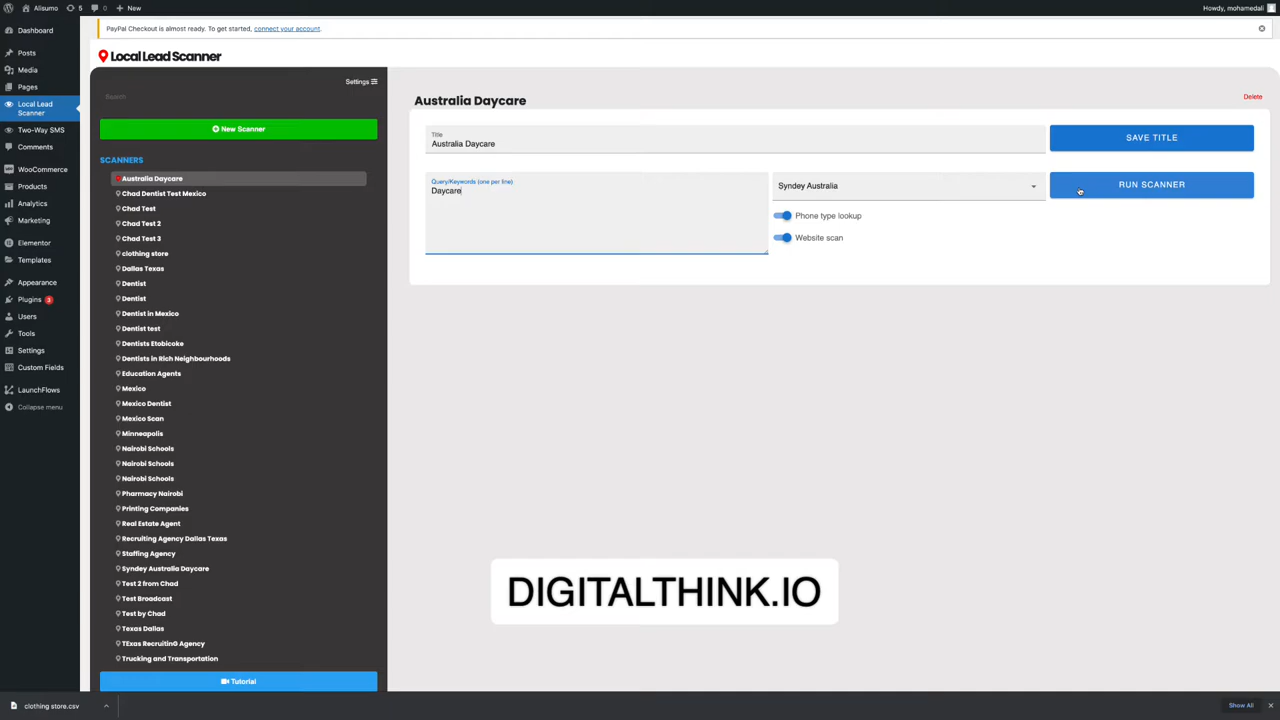 Alisumo
5
0
New
Howdy, mohamedali
Dashboard
Posts
Media
Pages
Local Lead
Scanner
Two-Way SMS
Comments
WooCommerce
Products
Analytics
Marketing
Elementor
Templates
Appearance
Plugins 3
Users
Tools
Settings
Custom Fields
LaunchFlows
Collapse menu
PayPal Checkout is almost ready. To get started, connect your account.
Local Lead Scanner
Settings
Search
New Scanner
SCANNERS
Australia Daycare
Chad Dentist Test Mexico
Chad Test
Chad Test 2
Chad Test 3
clothing store
Dallas Texas
Dentist
Dentist
Dentist in Mexico
Dentist test
Dentists Etobicoke
Dentists in Rich Neighbourhoods
Education Agents
Mexico
Mexico Dentist
Mexico Scan
Minneapolis
Nairobi Schools
Nairobi Schools
Nairobi Schools
Pharmacy Nairobi
Printing Companies
Real Estate Agent
Recruiting Agency Dallas Texas
Staffing Agency
Syndey Australia Daycare
Test 2 from Chad
Test Broadcast
Test by Chad
Texas Dallas
TExas RecruitinG Agency
Trucking and Transportation
Tutorial
Australia Daycare
Delete
Title
Australia Daycare
SAVE TITLE
Query/Keywords (one per line)
Daycare
Syndey Australia
RUN SCANNER
Phone type lookup
Website scan
DIGITALTHINK.IO
clothing store.csv
Show All